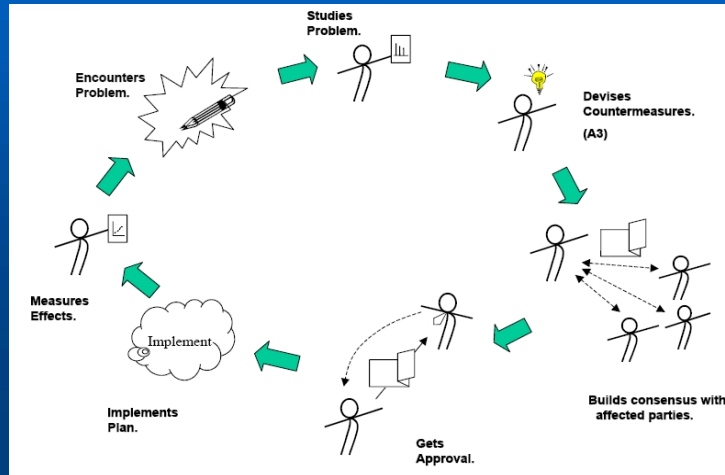 Studies
Problem.
Encounters
Problem.
Devises
Countermeasures.
(A3)
Measures
Effects.
Implement
Implements
Plan.
Gets
Approval.
Builds consensus with
affected parties.